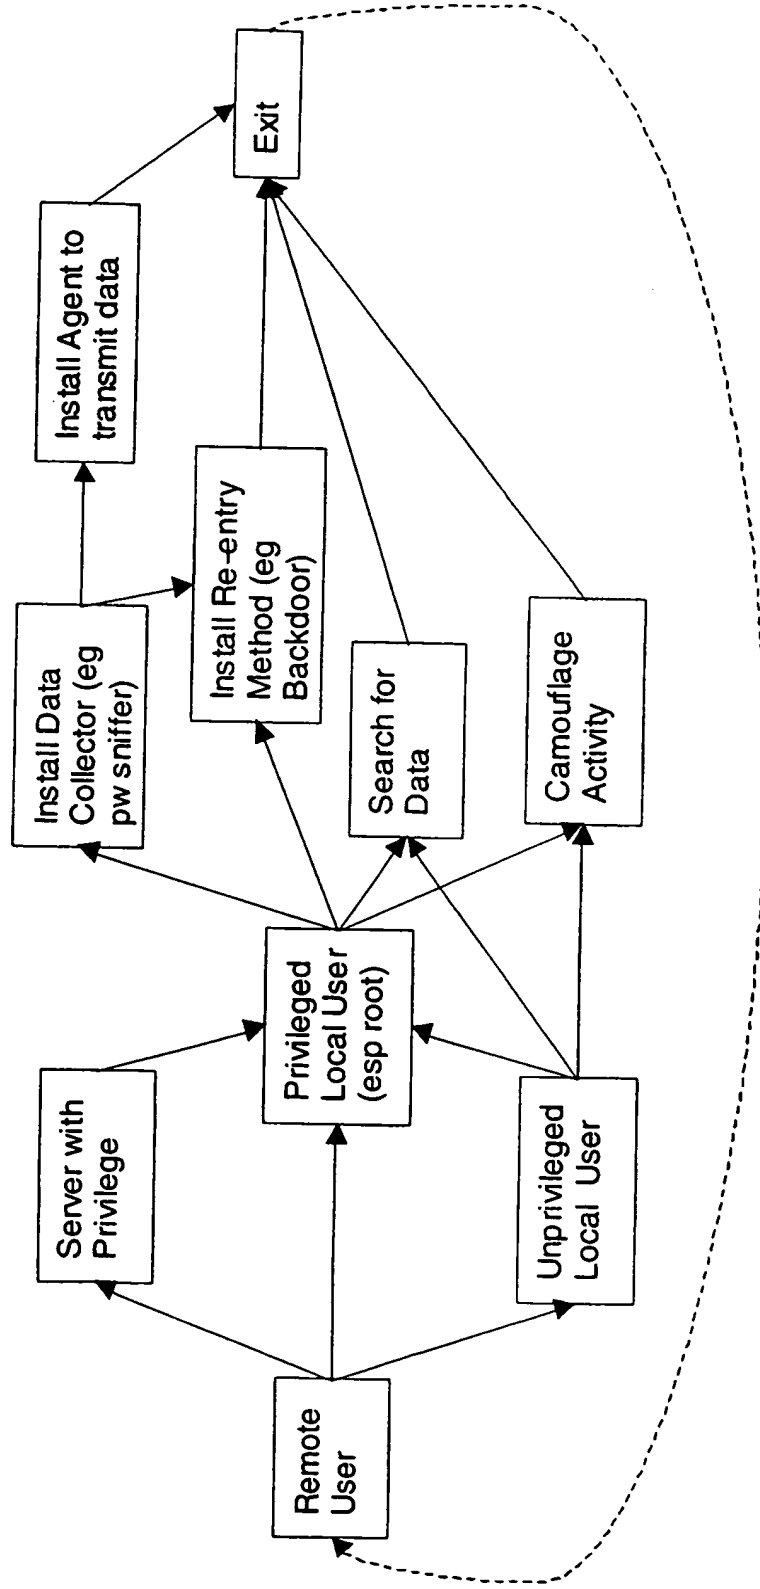 Remote
User
Server with
Privilege
Privileged
Local User
(esp root)
Unprivileged
Local User
Install Data
Collector (eg
pw sniffer)
Install Re-entry
Method (eg
Backdoor)
Search for
Data
Camouflage
Activity
Install Agent to
transmit data
Exit